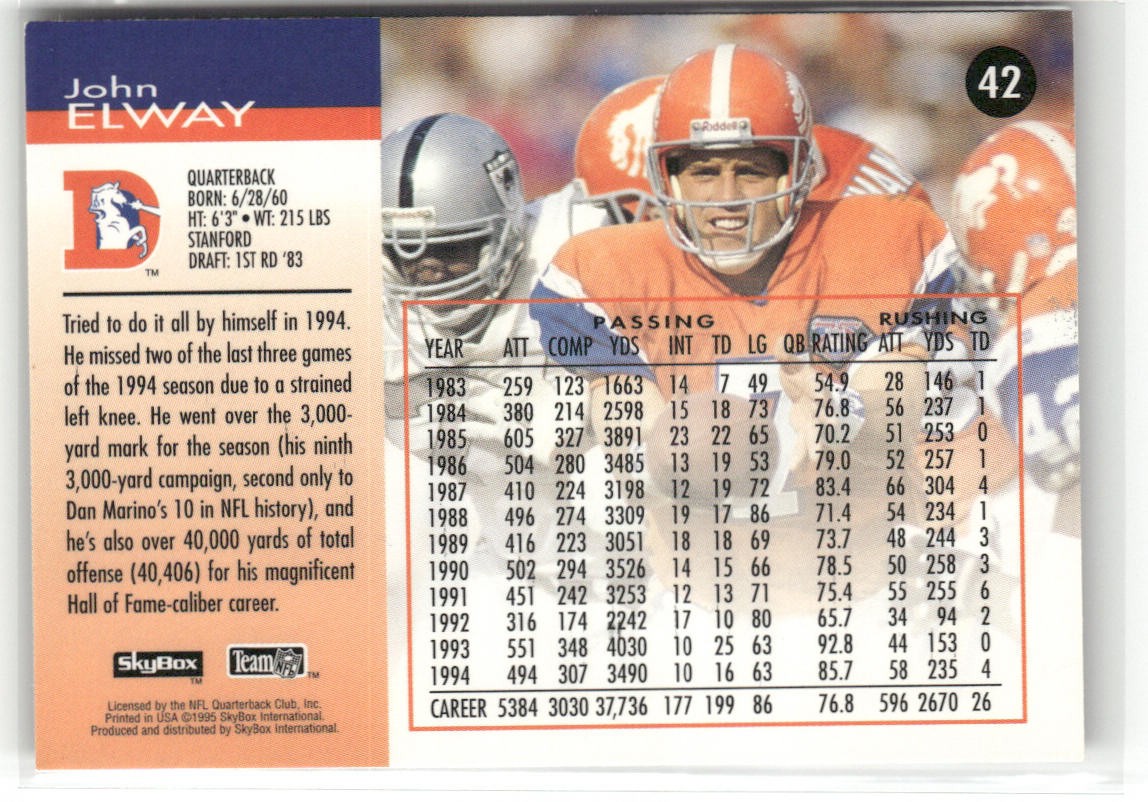 John
ELWAY
42
QUARTERBACK
BORN: 6/28/60
HT: 6'3" • WT: 215 LBS
STANFORD
DRAFT: 1ST RD '83
D
TM
Riddell
Tried to do it all by himself in 1994.
He missed two of the last three games
of the 1994 season due to a strained
left knee. He went over the 3,000-
yard mark for the season (his ninth
3,000-yard campaign, second only to
Dan Marino's 10 in NFL history), and
he's also over 40,000 yards of total
offense (40,406) for his magnificent
Hall of Fame-caliber career.
PASSING RUSHING
YEAR ATT COMP YDS INT TD LG QB RATING ATT YDS TD
1983 259 123 1663 14 7 49 54.9 28 146 1
1984 380 214 2598 15 18 73 76.8 56 237 1
1985 605 327 3891 23 22 65 70.2 51 253 0
1986 504 280 3485 13 19 53 79.0 52 257 1
1987 410 224 3198 12 19 72 83.4 66 304 4
1988 496 274 3309 19 17 86 71.4 54 234 1
1989 416 223 3051 18 18 69 73.7 48 244 3
1990 502 294 3526 14 15 66 78.5 50 258 3
1991 451 242 3253 12 13 71 75.4 55 255 6
1992 316 174 2242 17 10 80 65.7 34 94 2
1993 551 348 4030 10 25 63 92.8 44 153 0
1994 494 307 3490 10 16 63 85.7 58 235 4
CAREER 5384 3030 37,736 177 199 86 76.8 596 2670 26
42
7
SkyBox TM
Team NFL TM
Licensed by the NFL Quarterback Club, Inc.
Printed in USA ©1995 SkyBox International.
Produced and distributed by SkyBox International.